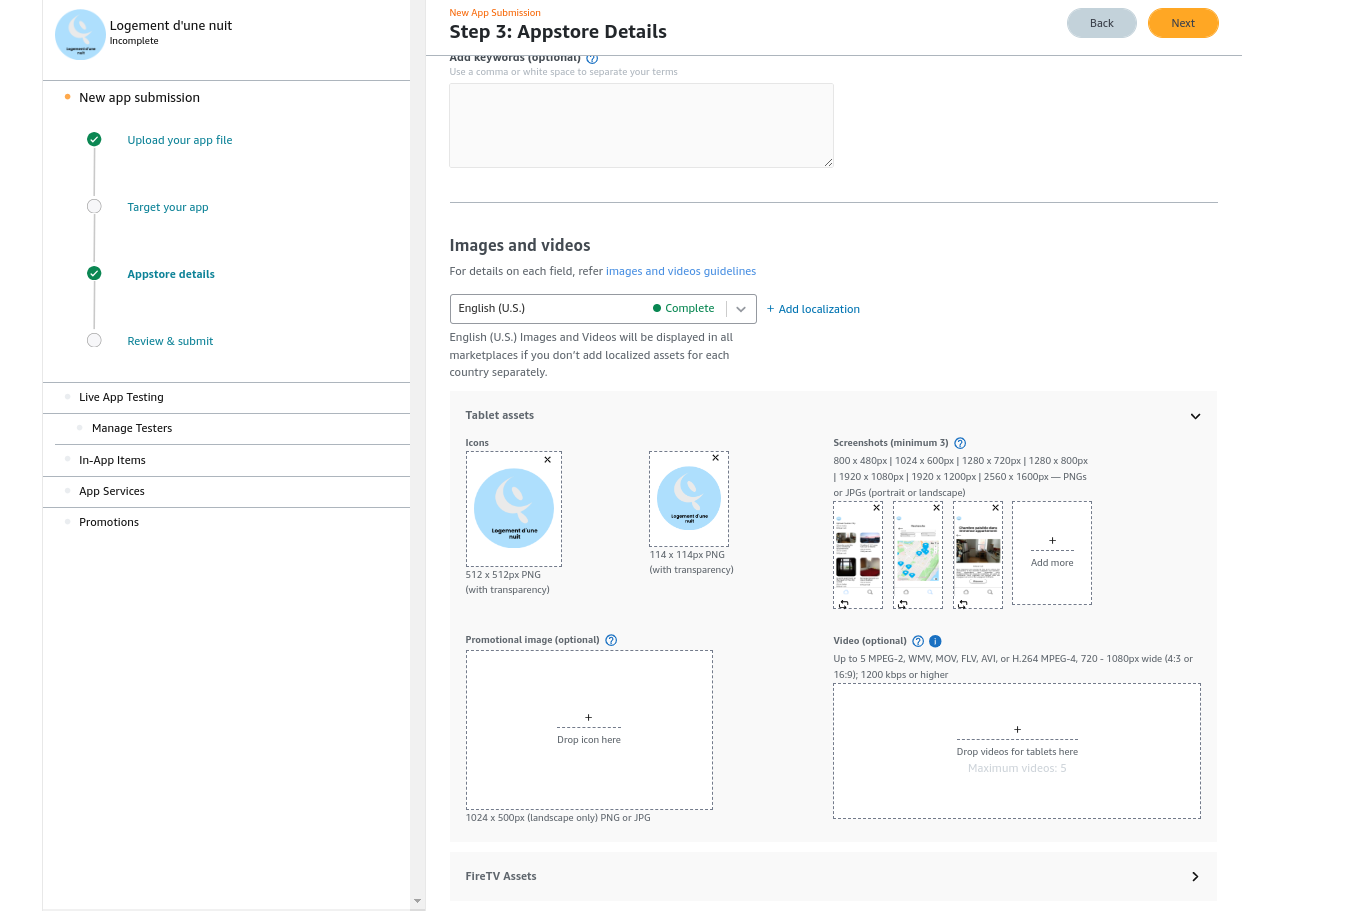 Logement d'une nuit
Incomplete
New app submission
Upload your app file
Target your app
Appstore details
Review & submit
Live App Testing
Manage Testers
In-App Items
App Services
Promotions
New App Submission
Step 3: Appstore Details
Back
Next
Add keywords (optional)
Use a comma or white space to separate your terms
Images and videos
For details on each field, refer images and videos guidelines
English (U.S.)
Complete
+ Add localization
English (U.S.) Images and Videos will be displayed in all
marketplaces if you don't add localized assets for each
country separately.
Tablet assets
Icons
Logement d'une
nuit
512 x 512px PNG
(with transparency)
Logement d'une
nuit
114 x 114px PNG
(with transparency)
Screenshots (minimum 3)
800 x 480px | 1024 x 600px | 1280 x 720px | 1280 x 800px
| 1920 x 1080px | 1920 x 1200px | 2560 x 1600px — PNGs
or JPGs (portrait or landscape)
+
Add more
Promotional image (optional)
+
Drop icon here
1024 x 500px (landscape only) PNG or JPG
Video (optional)
Up to 5 MPEG-2, WMV, MOV, FLV, AVI, or H.264 MPEG-4, 720 - 1080px wide (4:3 or
16:9); 1200 kbps or higher
+
Drop videos for tablets here
Maximum videos: 5
FireTV Assets